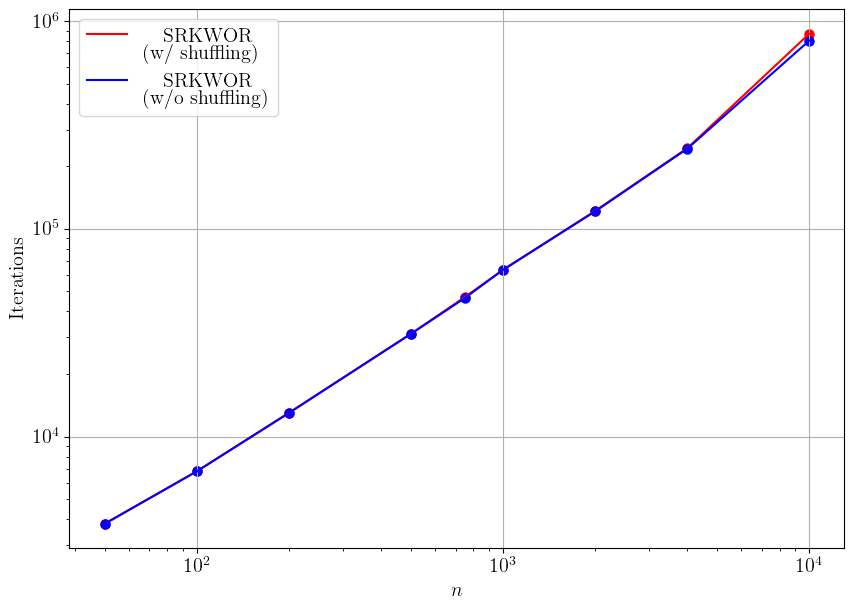 10^6
SRKWOR
(w/ shuffling)
SRKWOR
(w/o shuffling)
10^5
Iterations
10^4
10^2 10^3 10^4
n